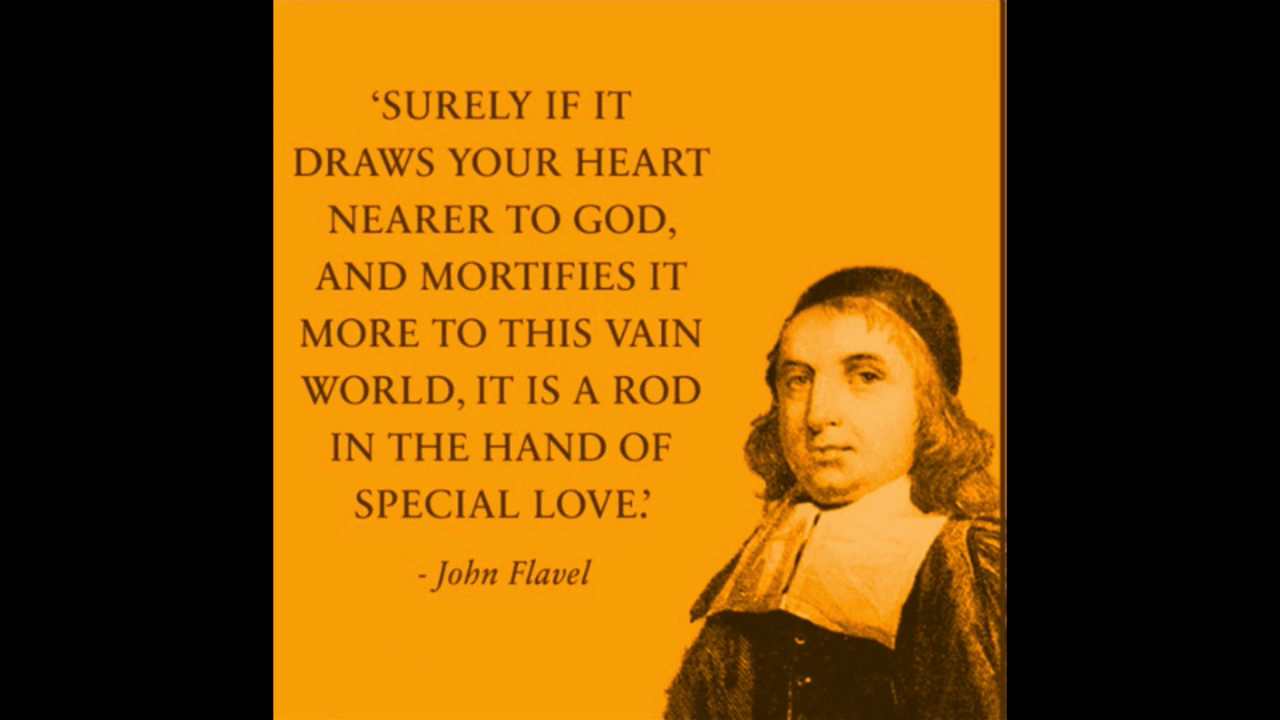 ‘SURELY IF IT
DRAWS YOUR HEART
NEARER TO GOD,
AND MORTIFIES IT
MORE TO THIS VAIN
WORLD, IT IS A ROD
IN THE HAND OF
SPECIAL LOVE.’
- John Flavel